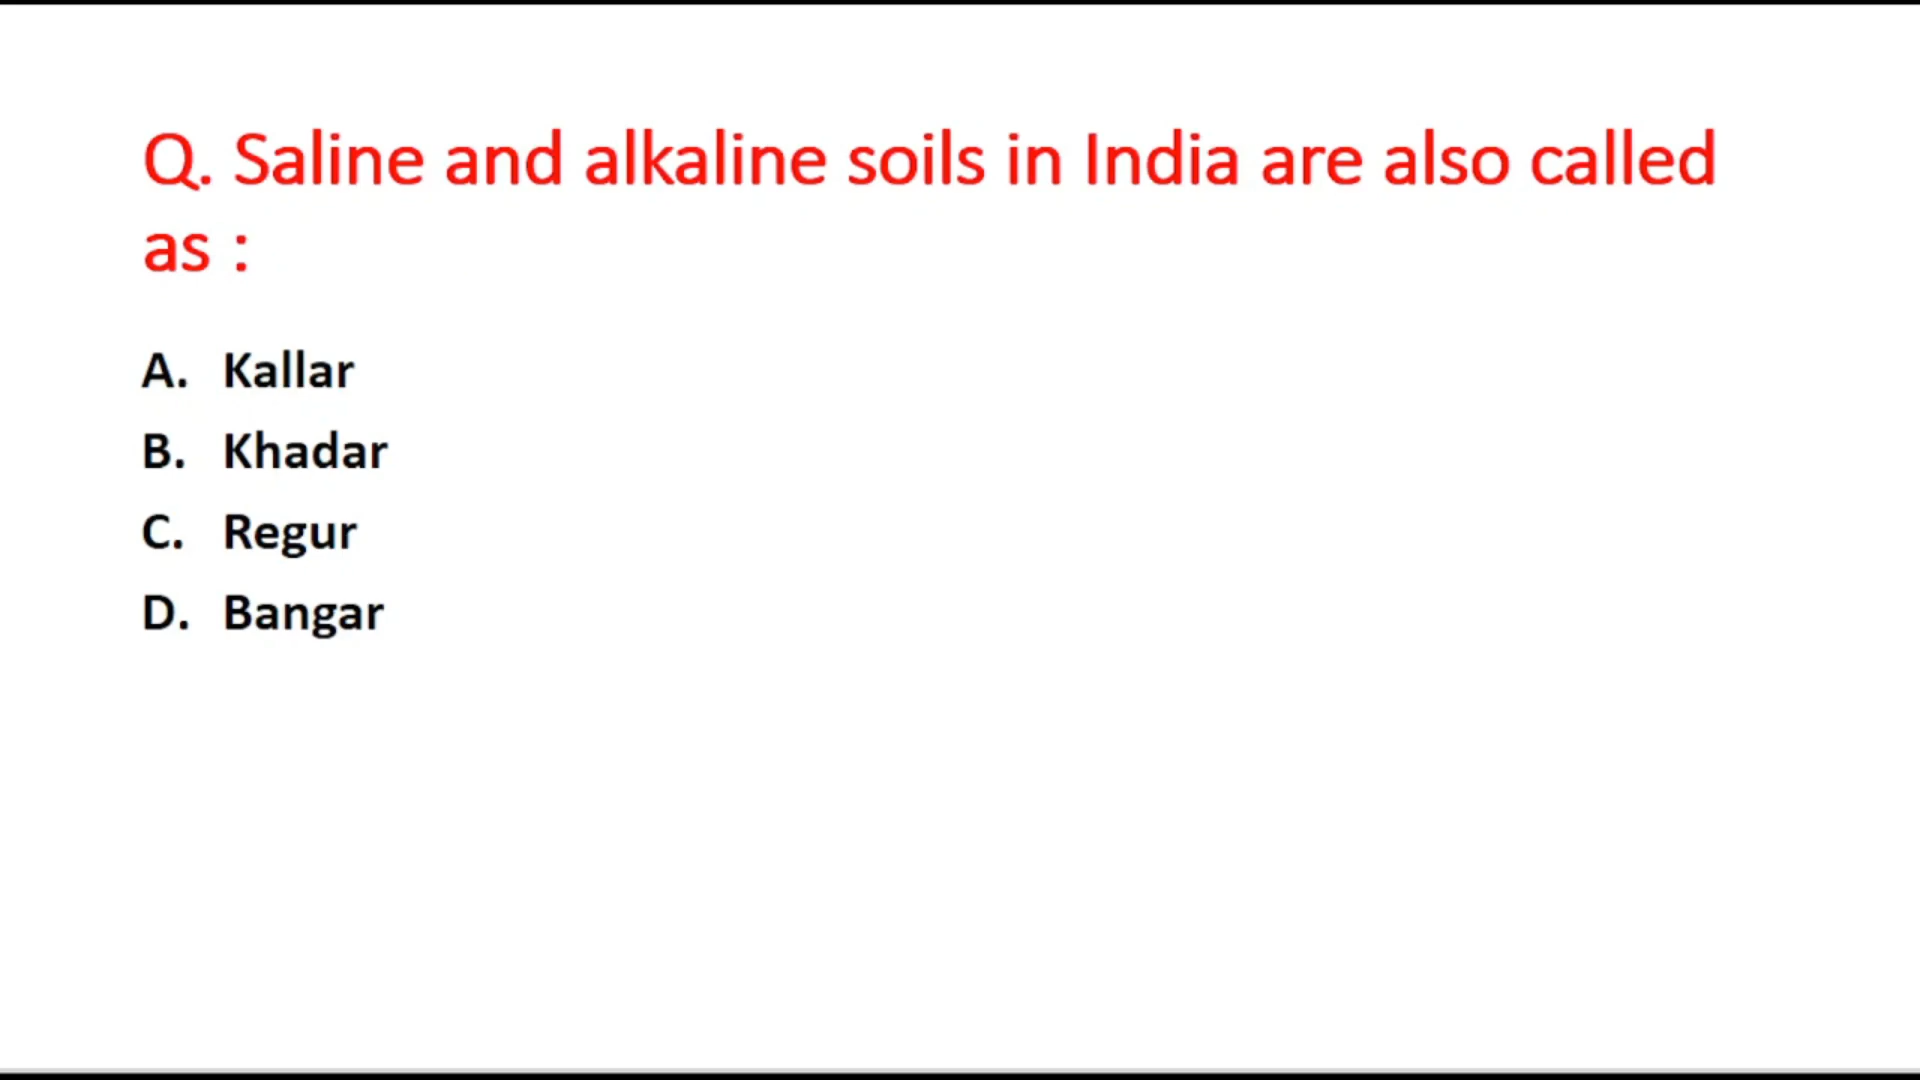 Q. Saline and alkaline soils in India are also called
as :
A. Kallar
B. Khadar
C. Regur
D. Bangar